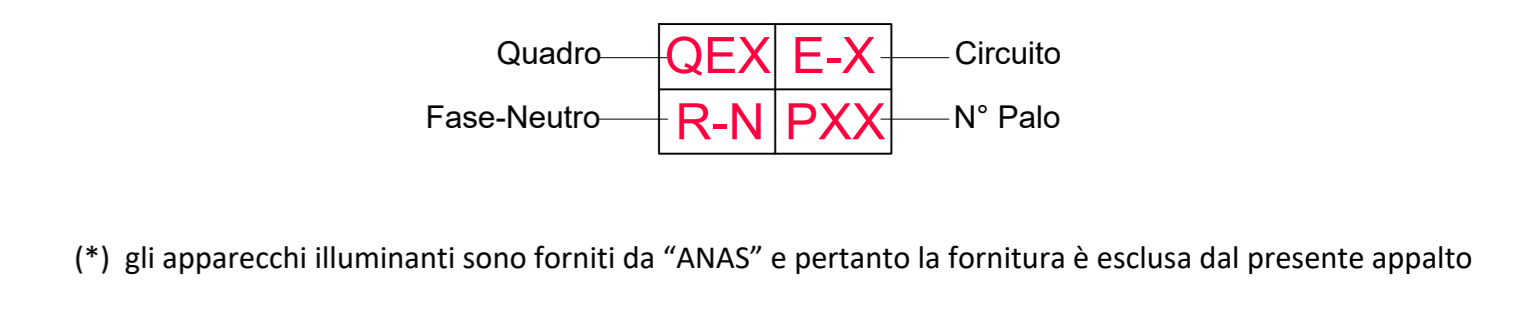 Quadro QEX E-X Circuito
Fase-Neutro R-N PXX N° Palo
(*) gli apparecchi illuminanti sono forniti da “ANAS” e pertanto la fornitura è esclusa dal presente appalto